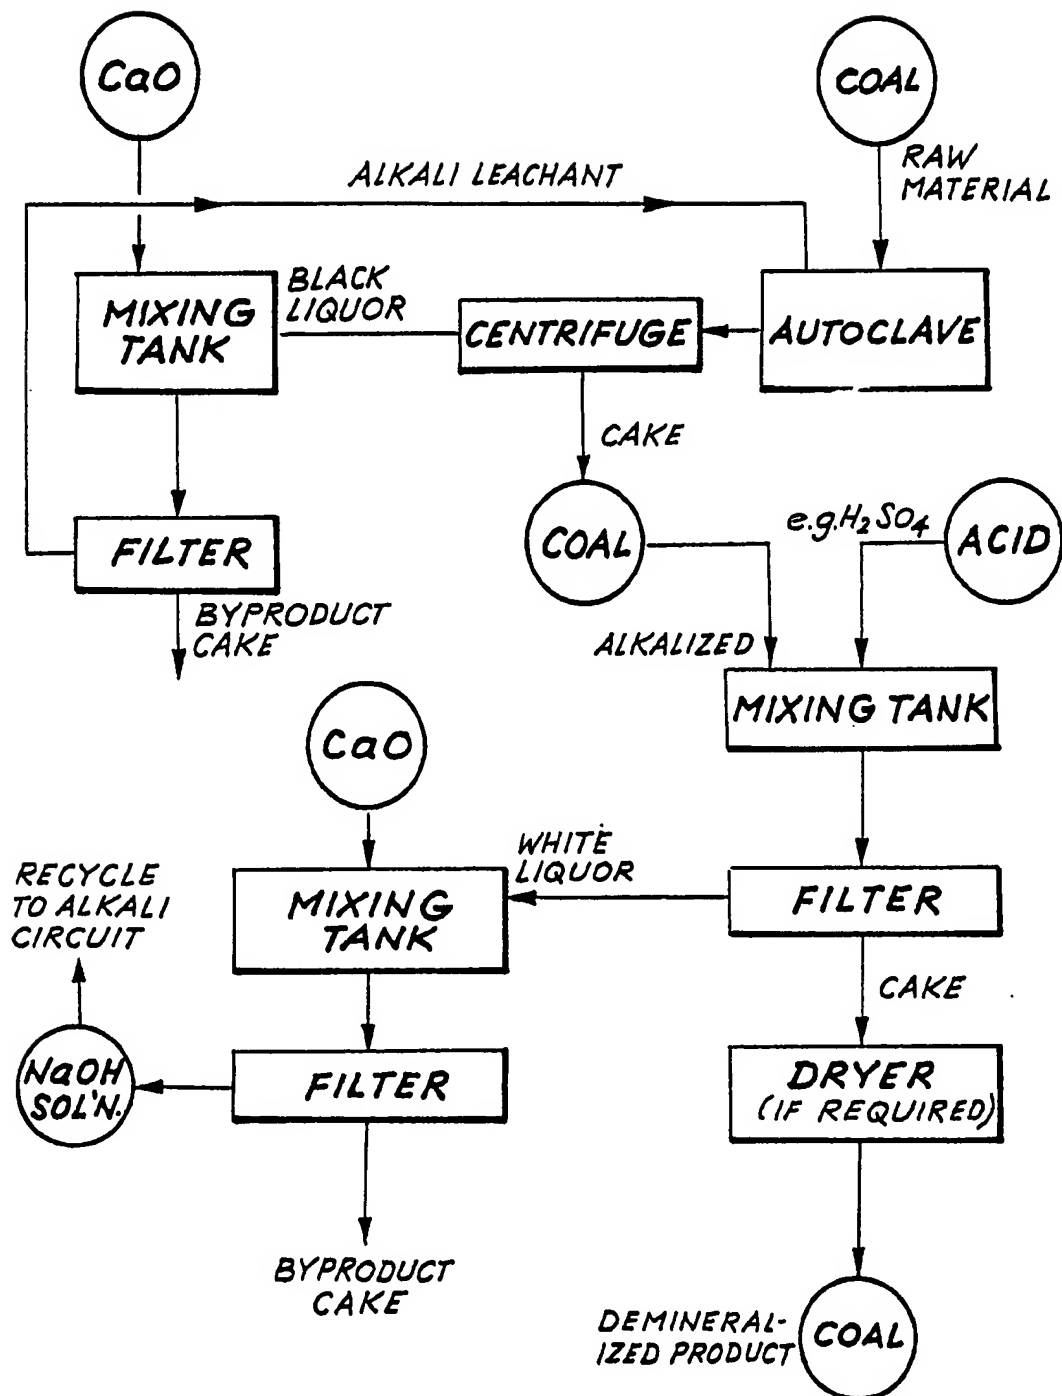 CaO
COAL
RAW
MATERIAL
ALKALI LEACHANT
MIXING
TANK
BLACK
LIQUOR
CENTRIFUGE
AUTOCLAVE
CAKE
FILTER
BYPRODUCT
CAKE
COAL
e.g. H₂SO₄
ACID
ALKALIZED
MIXING TANK
CaO
WHITE
LIQUOR
RECYCLE
TO ALKALI
CIRCUIT
MIXING
TANK
FILTER
CAKE
NaOH
SOL'N.
FILTER
DRYER
(IF REQUIRED)
BYPRODUCT
CAKE
DEMINERAL-
IZED PRODUCT
COAL